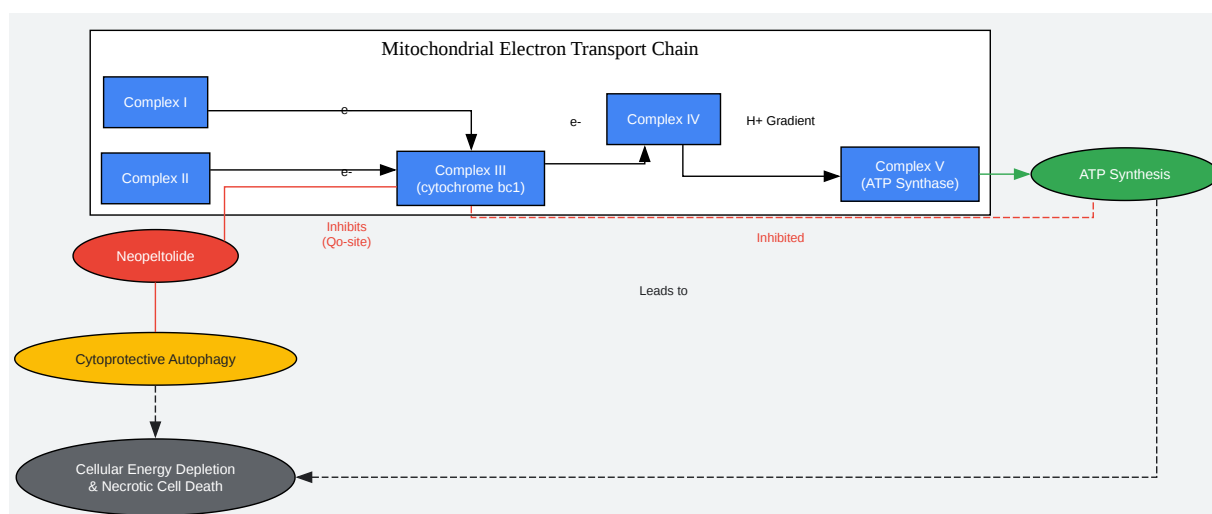 Mitochondrial Electron Transport Chain
Complex I
e-
Complex IV
e-
H+ Gradient
Complex II
e-
Complex III
(cytochrome bc1)
Complex V
(ATP Synthase)
ATP Synthesis
Inhibits
(Qo-site)
Inhibited
Neopeltolide
Leads to
Cytoprotective Autophagy
Cellular Energy Depletion
& Necrotic Cell Death